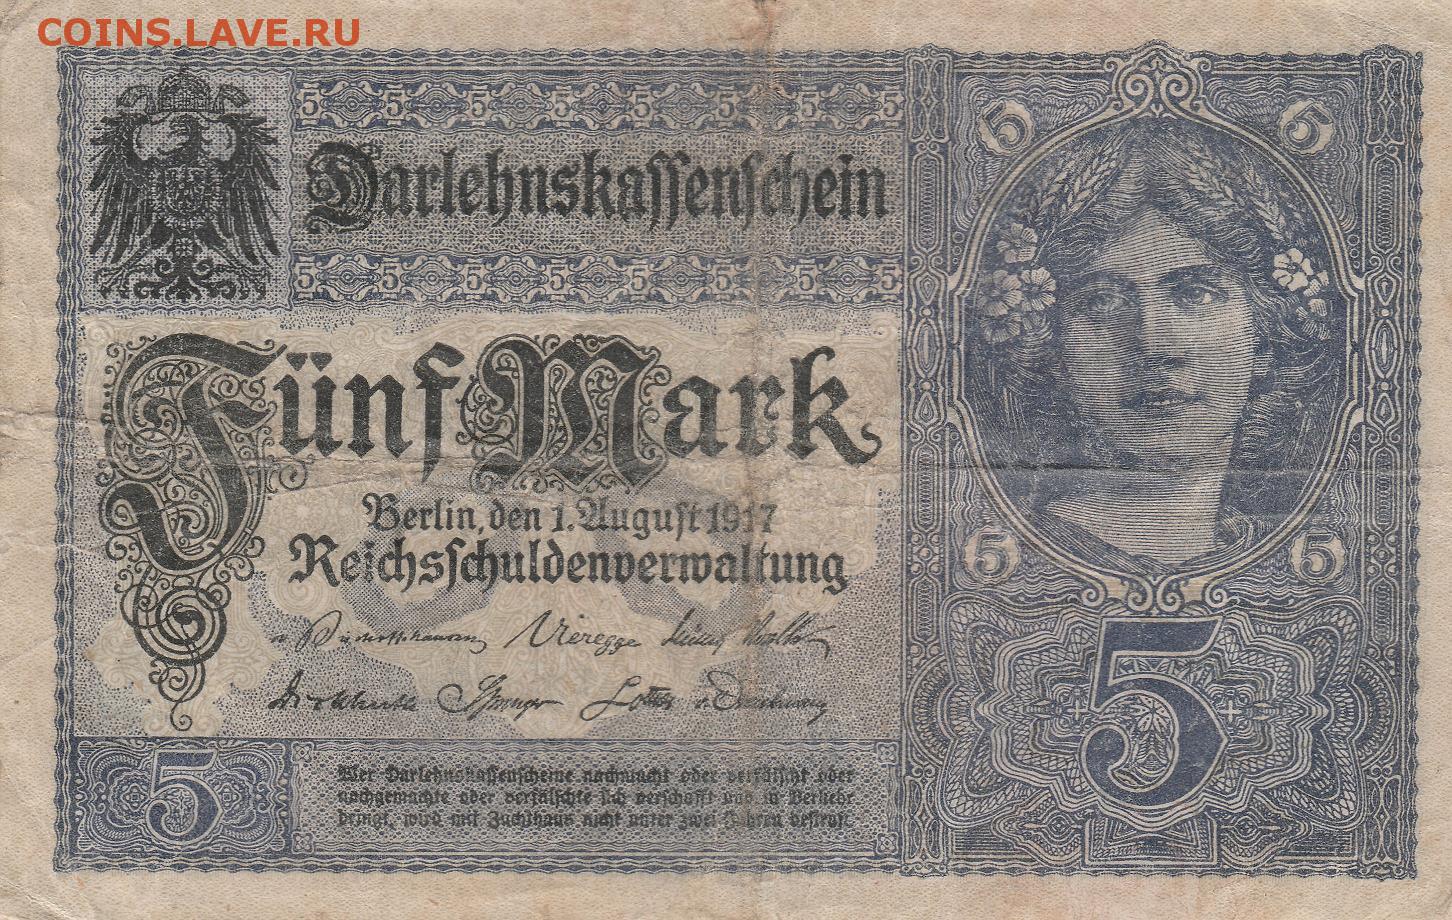 COINS.LAVE.RU
5 5 5 5 5 5 5 5
Darlehnskassenschein
5 5 5 5 5 5 5 5
Fünf Mark
Berlin, den 1. August 1917
Reichsschuldenverwaltung
Vieregge
5
Wer Darlehnskassenscheine nachmacht oder verfälscht oder
nachgemachte oder verfälschte sich verschafft und in Verkehr
bringt, wird mit Zuchthaus nicht unter zwei Jahren bestraft.
5 5
5 5
5